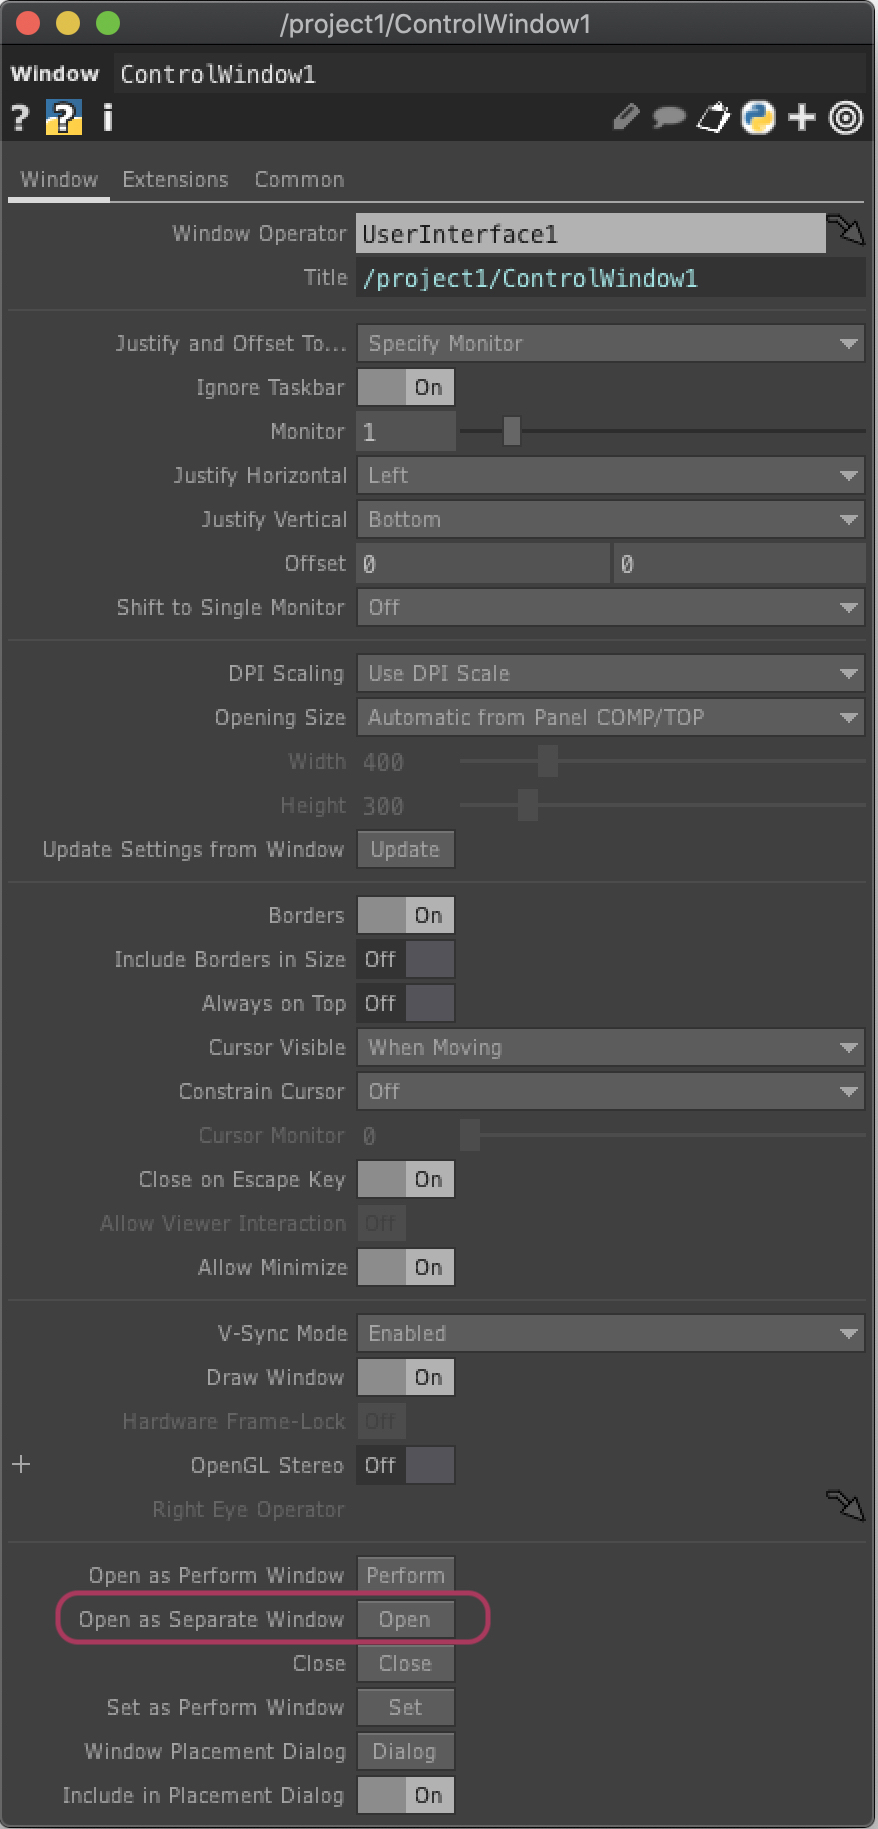 /project1/ControlWindow1
Window ControlWindow1
? ? i
Window Extensions Common
Window Operator UserInterface1
Title /project1/ControlWindow1
Justify and Offset To... Specify Monitor
Ignore Taskbar On
Monitor 1
Justify Horizontal Left
Justify Vertical Bottom
Offset 0 0
Shift to Single Monitor Off
DPI Scaling Use DPI Scale
Opening Size Automatic from Panel COMP/TOP
Width 400
Height 300
Update Settings from Window Update
Borders On
Include Borders in Size Off
Always on Top Off
Cursor Visible When Moving
Constrain Cursor Off
Cursor Monitor 0
Close on Escape Key On
Allow Viewer Interaction Off
Allow Minimize On
V-Sync Mode Enabled
Draw Window On
Hardware Frame-Lock Off
+ OpenGL Stereo Off
Right Eye Operator
Open as Perform Window Perform
Open as Separate Window Open
Close Close
Set as Perform Window Set
Window Placement Dialog Dialog
Include in Placement Dialog On